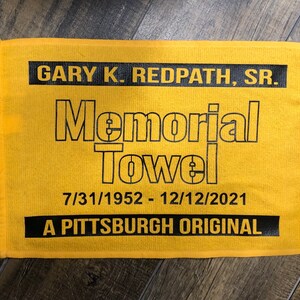 GARY K. REDPATH, SR.
Memorial
Towel
7/31/1952 - 12/12/2021
A PITTSBURGH ORIGINAL